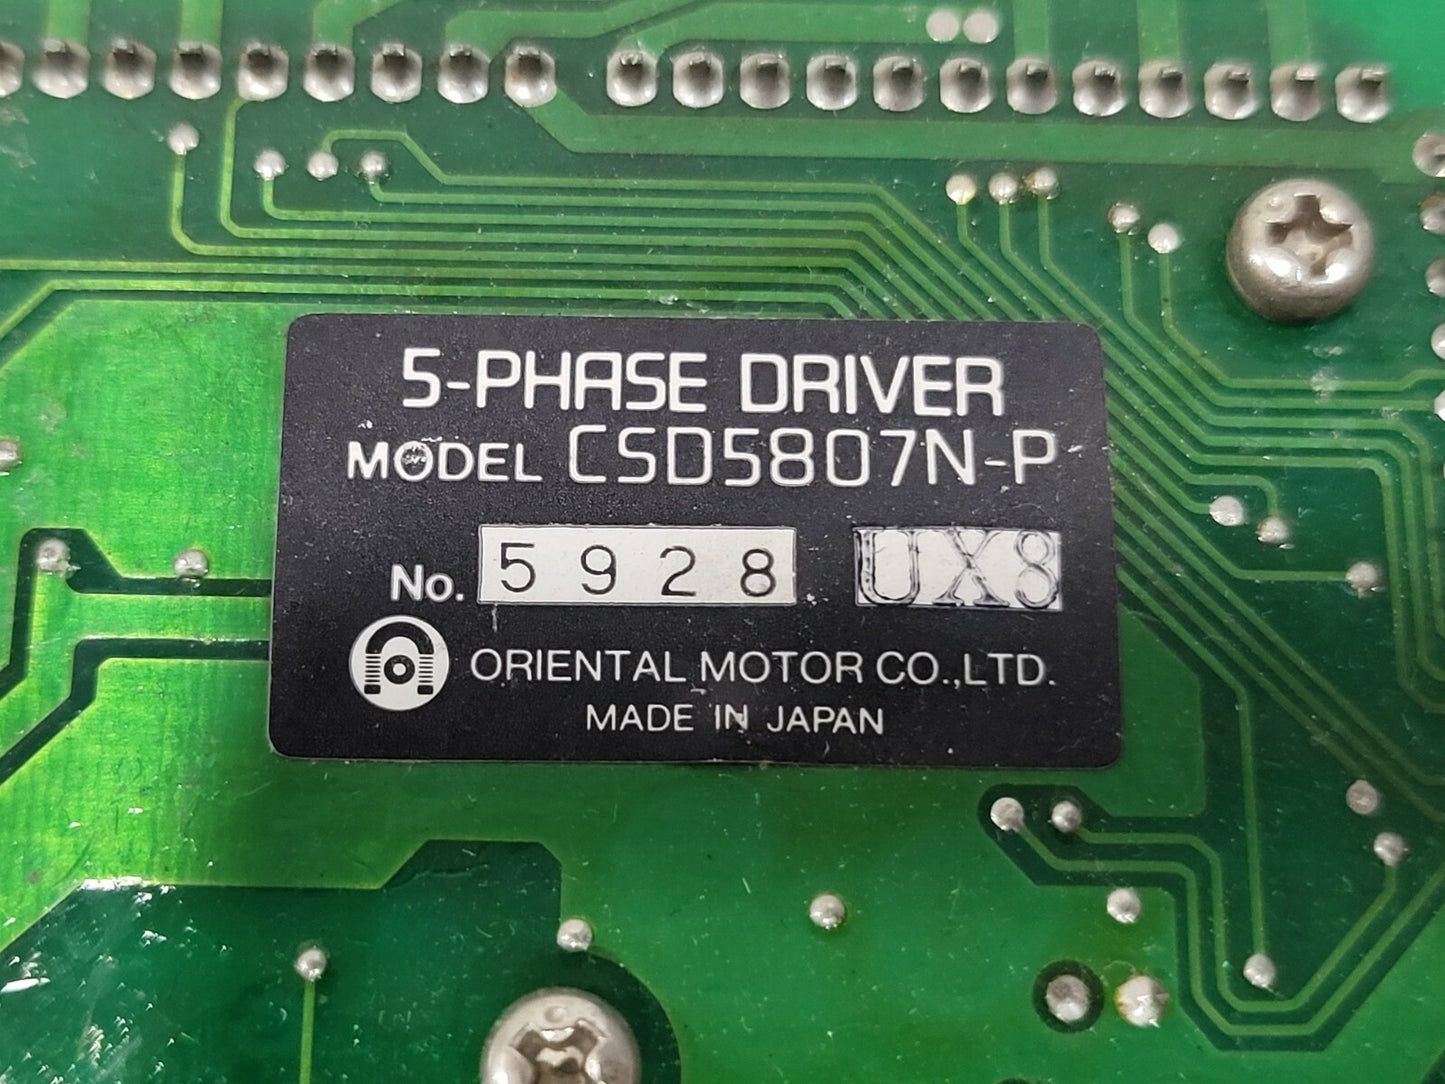 5-PHASE DRIVER
MODEL CSD5807N-P
No. 5928 UX8
ORIENTAL MOTOR CO.,LTD.
MADE IN JAPAN